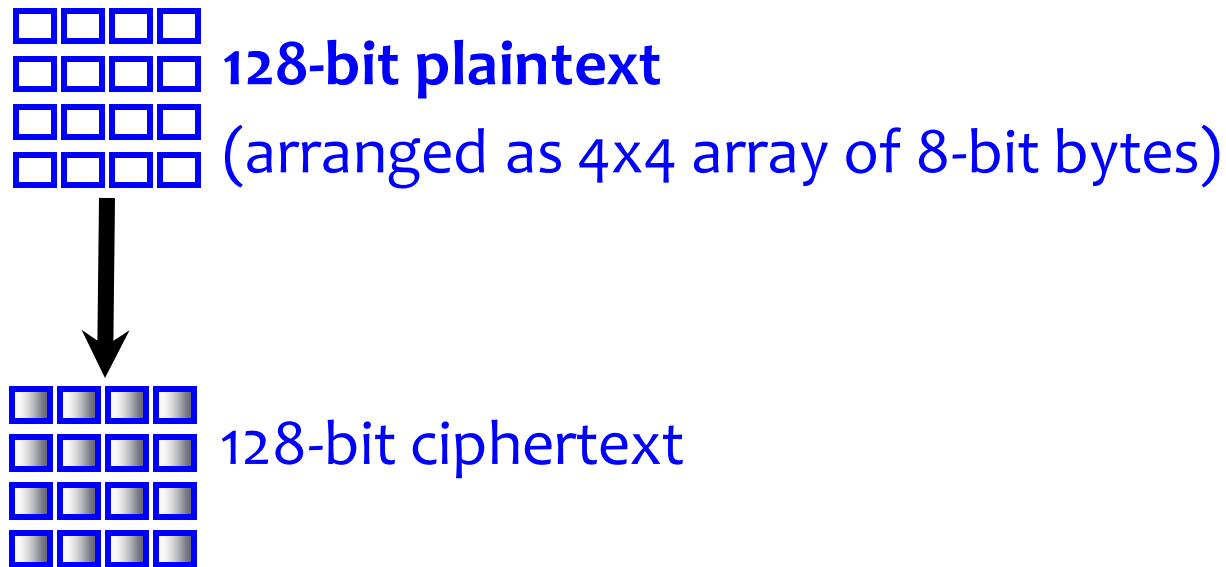 128-bit plaintext
(arranged as 4x4 array of 8-bit bytes)
128-bit ciphertext